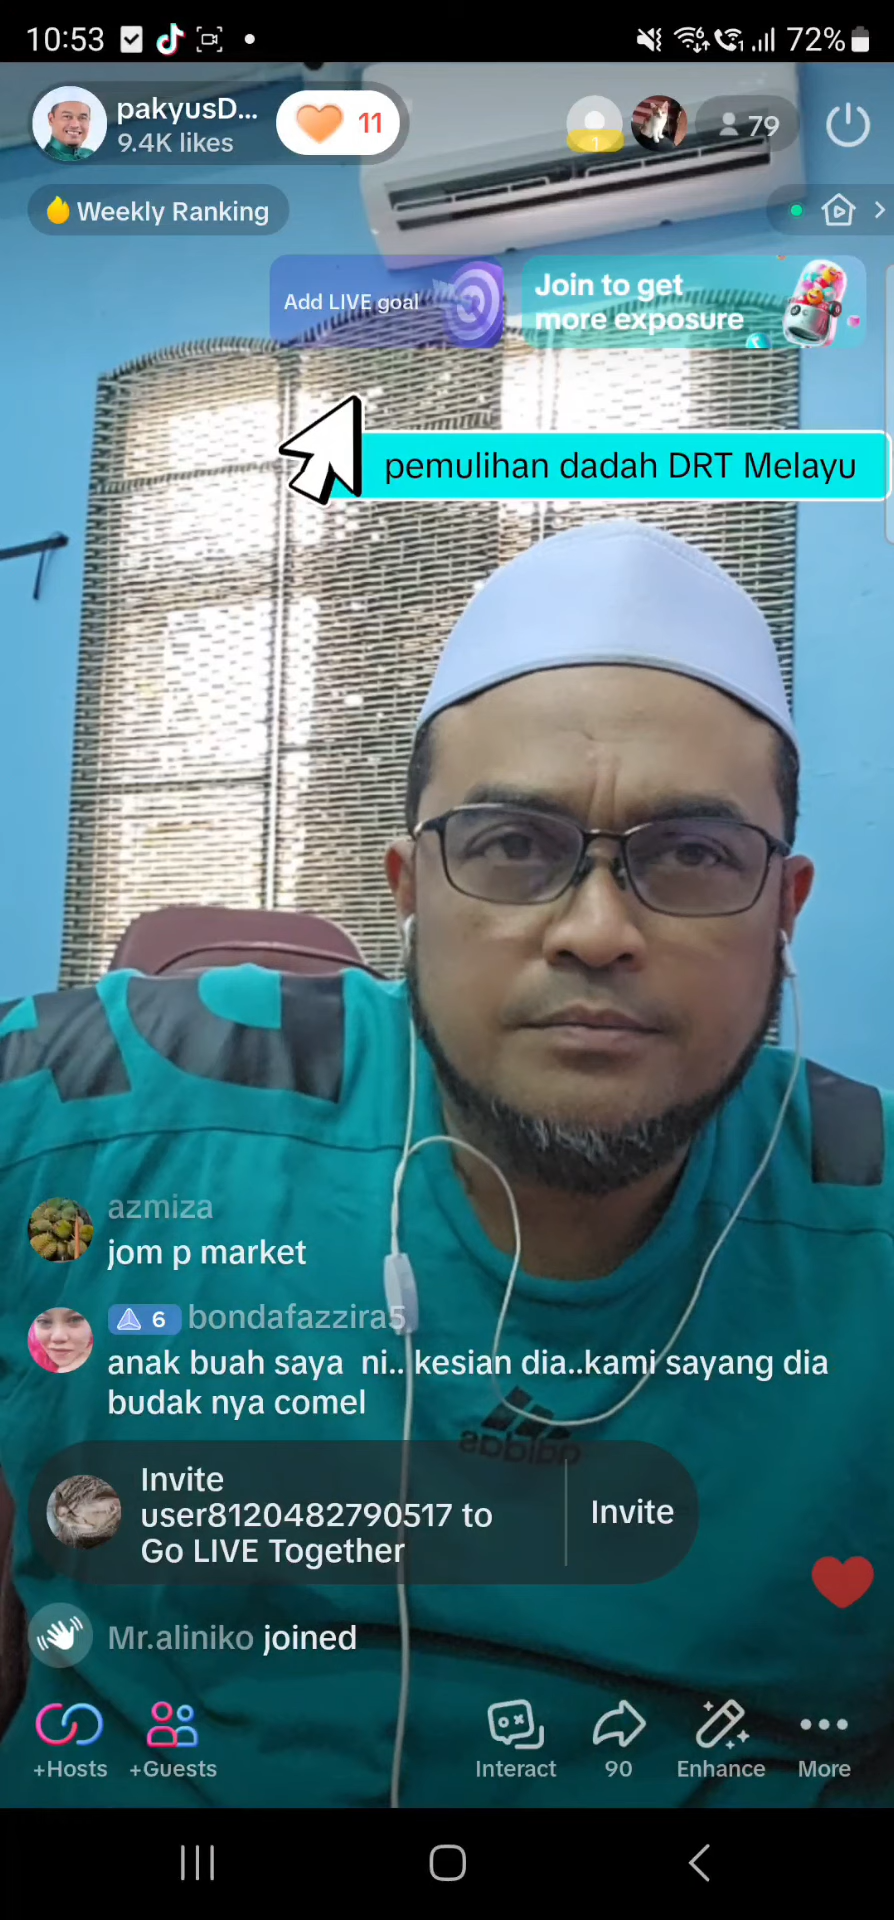 10:53
72%
pakyusD...
9.4K likes
11
1
79
Weekly Ranking
Add LIVE goal
Join to get
more exposure
pemulihan dadah DRT Melayu
azmiza
jom p market
6 bondafazzira5
anak buah saya  ni.. kesian dia..kami sayang dia
budak nya comel
adidas
Invite
user8120482790517 to
Go LIVE Together
Invite
Mr.aliniko joined
+Hosts
+Guests
Interact
90
Enhance
More